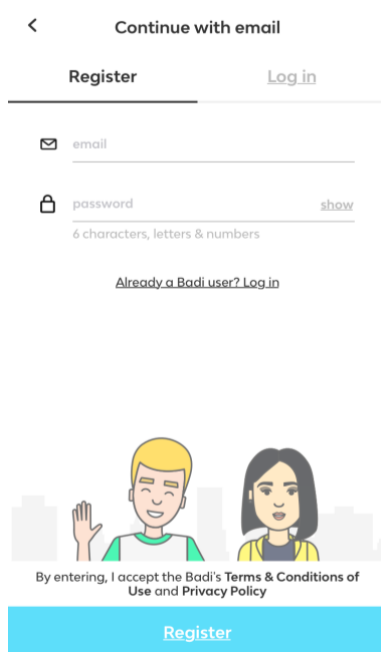 Continue with email
Register
Log in
email
password
show
6 characters, letters & numbers
Already a Badi user? Log in
By entering, I accept the Badi's Terms & Conditions of
Use and Privacy Policy
Register